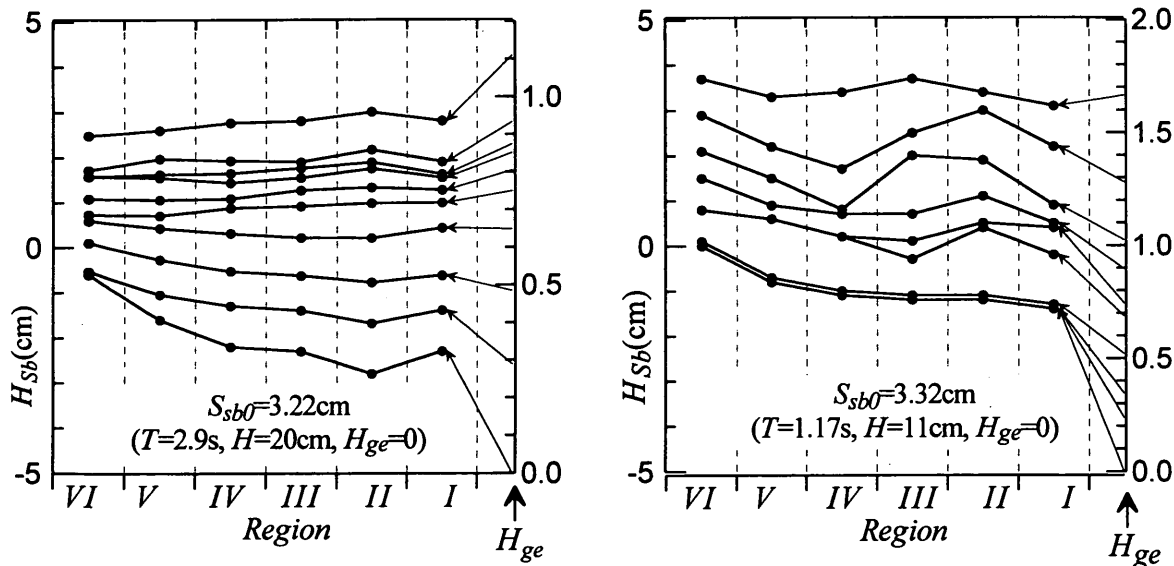 5
0
-5
H_Sb(cm)
1.0
0.5
0.0
S_sb0=3.22cm
(T=2.9s, H=20cm, H_ge=0)
VI V IV III II I
Region
H_ge
5
0
-5
H_Sb(cm)
2.0
1.5
1.0
0.5
0.0
S_sb0=3.32cm
(T=1.17s, H=11cm, H_ge=0)
VI V IV III II I
Region
H_ge